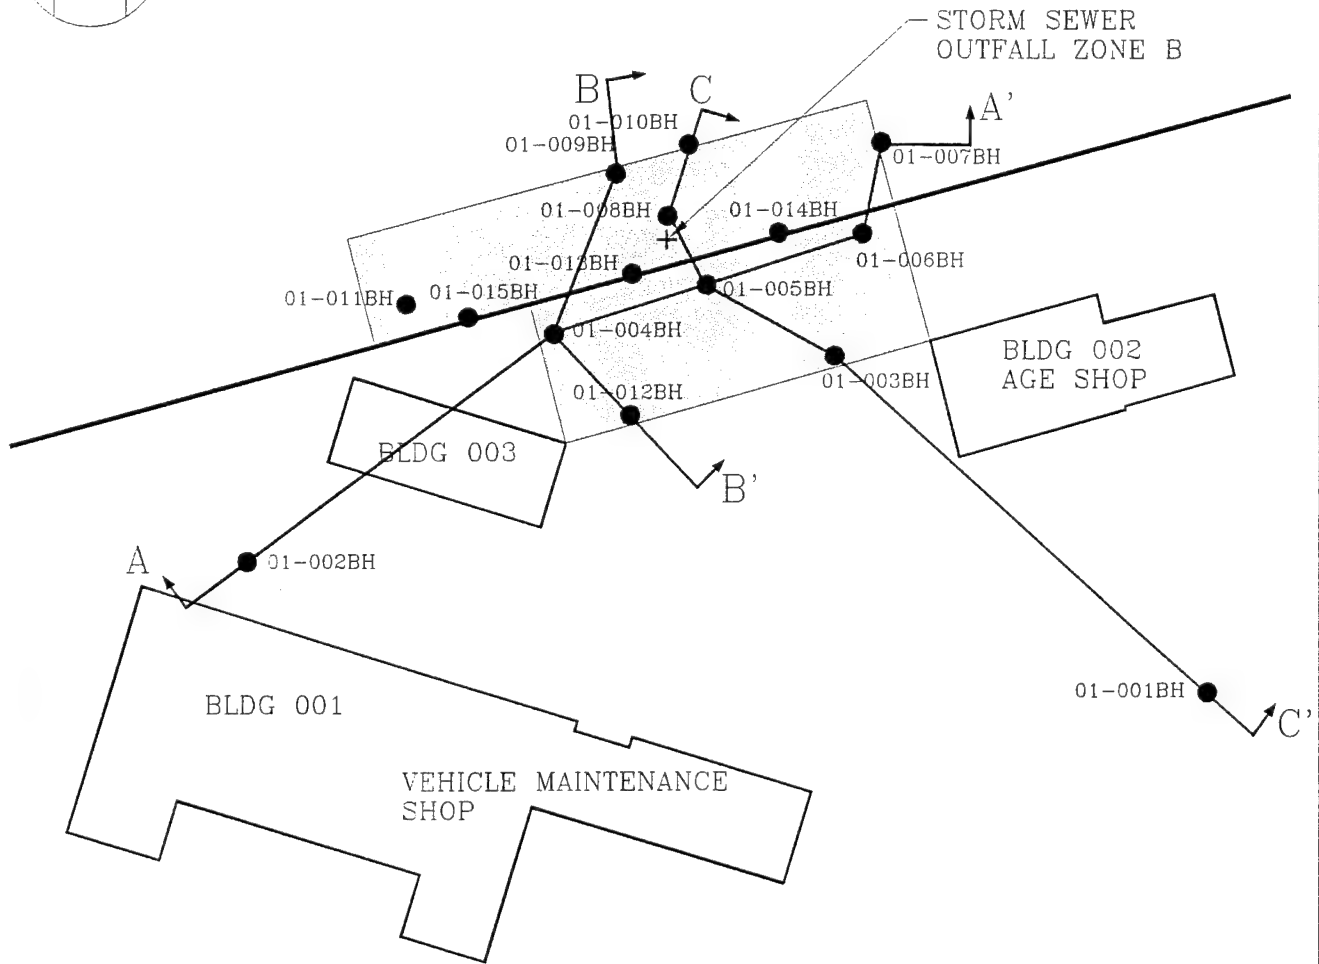 STORM SEWER
OUTFALL ZONE B
B
C
A'
01-010BH
01-009BH
01-007BH
01-008BH
01-014BH
01-013BH
01-006BH
01-011BH
01-015BH
01-005BH
01-004BH
BLDG 002
AGE SHOP
01-003BH
01-012BH
BLDG 003
B'
A
01-002BH
01-001BH
C'
BLDG 001
VEHICLE MAINTENANCE
SHOP